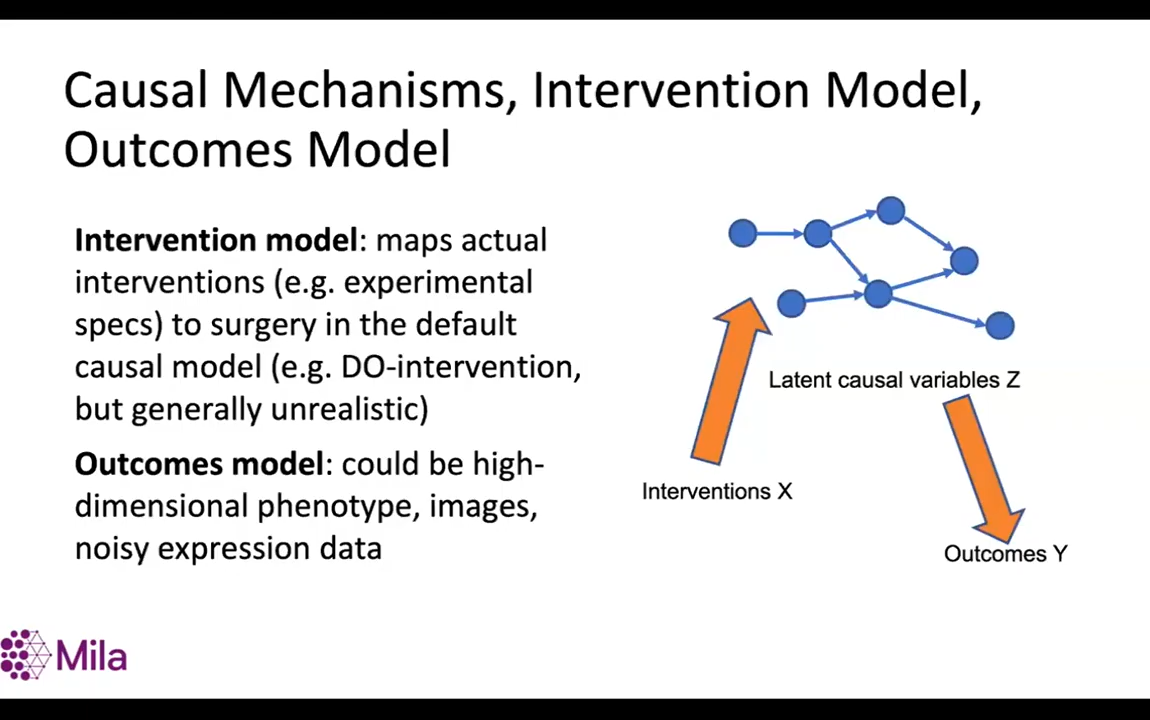 Causal Mechanisms, Intervention Model,
Outcomes Model
Intervention model: maps actual
interventions (e.g. experimental
specs) to surgery in the default
causal model (e.g. DO-intervention,
but generally unrealistic)
Outcomes model: could be high-
dimensional phenotype, images,
noisy expression data
Latent causal variables Z
Interventions X
Outcomes Y
Mila